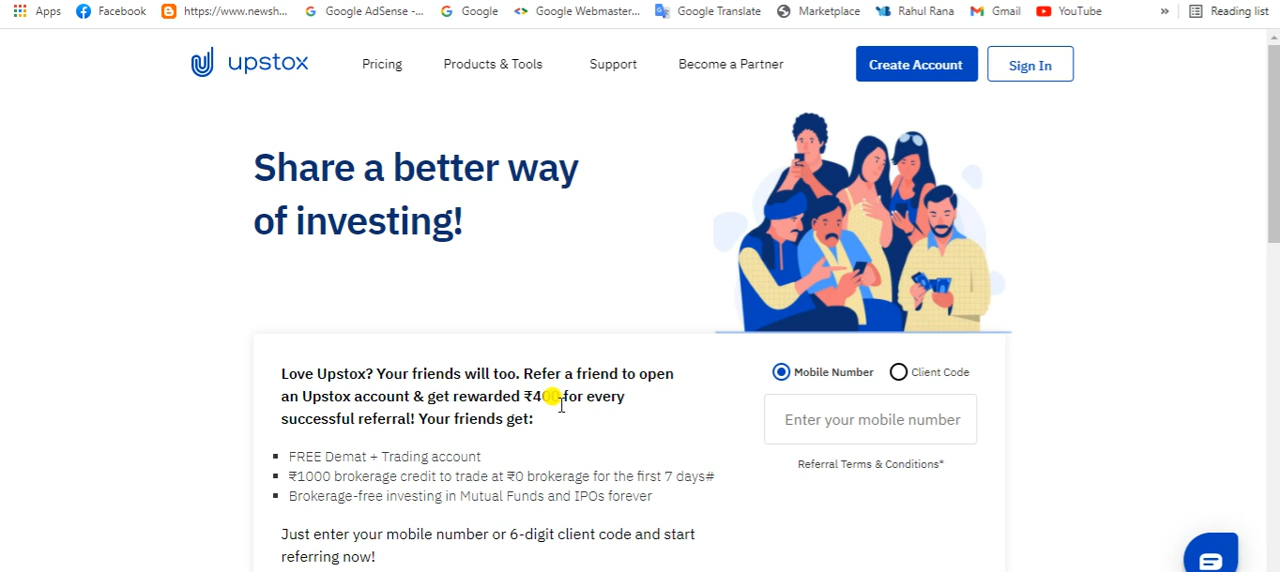 Apps Facebook https://www.newsh... Google AdSense -... Google Google Webmaster... Google Translate Marketplace Rahul Rana Gmail YouTube » Reading list
upstox Pricing Products & Tools Support Become a Partner Create Account Sign In
Share a better way
of investing!
Love Upstox? Your friends will too. Refer a friend to open
an Upstox account & get rewarded ₹400 for every
successful referral! Your friends get:
FREE Demat + Trading account
₹1000 brokerage credit to trade at ₹0 brokerage for the first 7 days#
Brokerage-free investing in Mutual Funds and IPOs forever
Just enter your mobile number or 6-digit client code and start
referring now!
Mobile Number Client Code
Enter your mobile number
Referral Terms & Conditions*